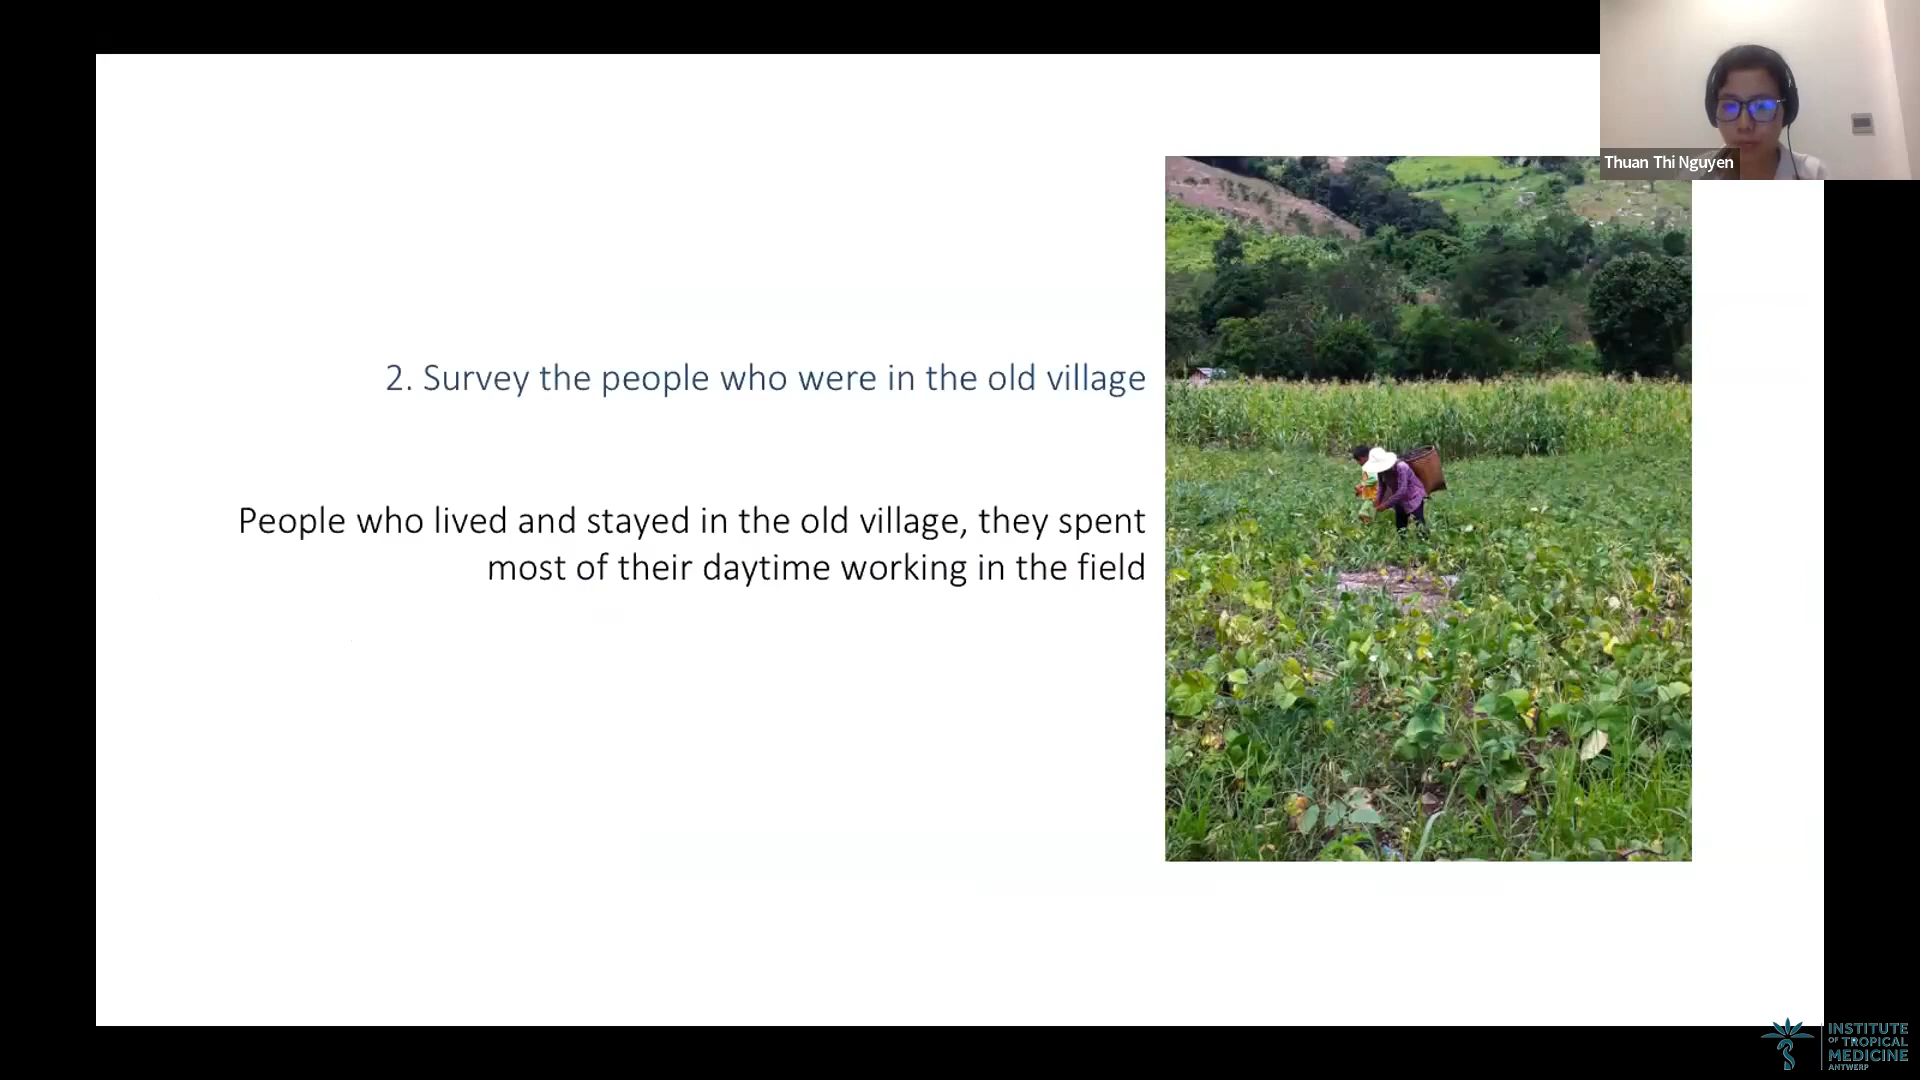 Thuan Thi Nguyen
2. Survey the people who were in the old village
People who lived and stayed in the old village, they spent
most of their daytime working in the field
INSTITUTE
OF TROPICAL
MEDICINE
ANTWERP